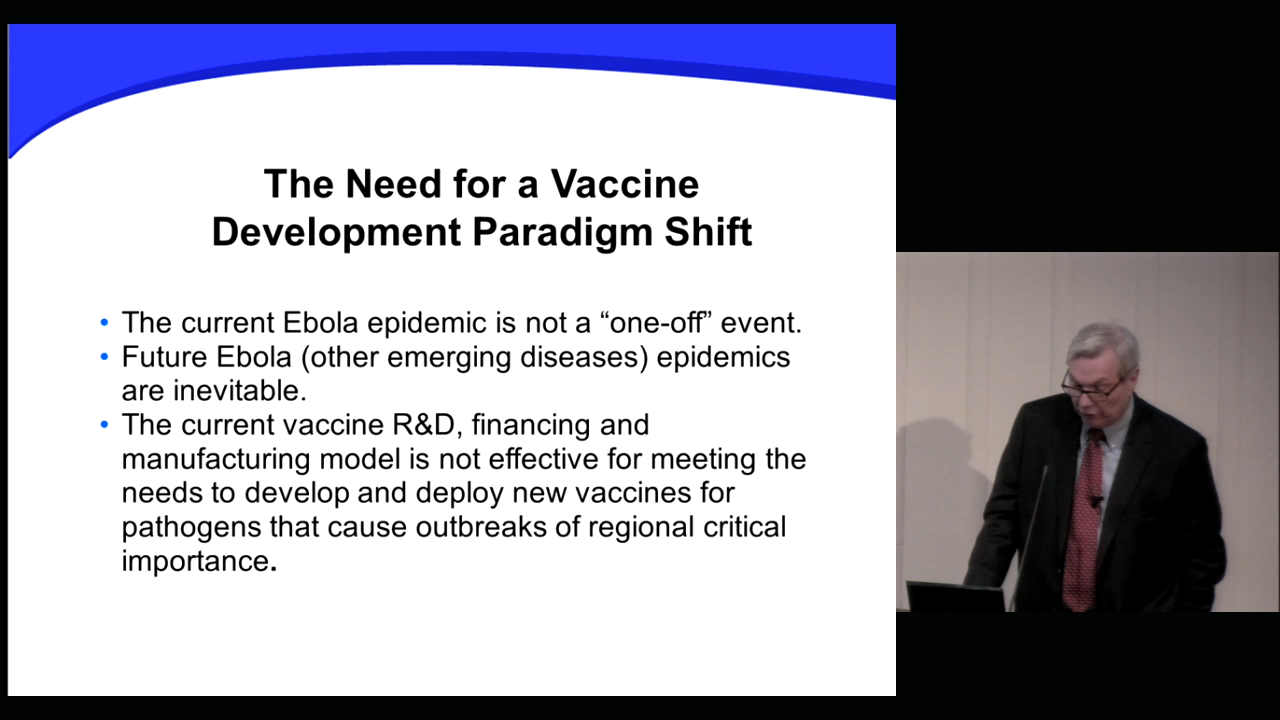 The Need for a Vaccine
Development Paradigm Shift
• The current Ebola epidemic is not a “one-off” event.
• Future Ebola (other emerging diseases) epidemics
are inevitable.
• The current vaccine R&D, financing and
manufacturing model is not effective for meeting the
needs to develop and deploy new vaccines for
pathogens that cause outbreaks of regional critical
importance.